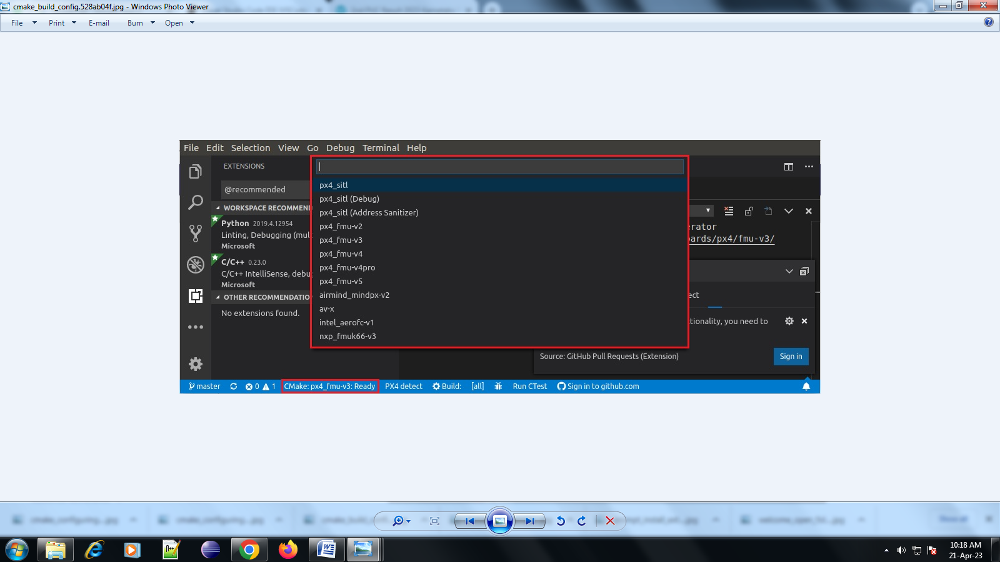 cmake_build_config.528ab04f.jpg - Windows Photo Viewer
File Print E-mail Burn Open
File Edit Selection View Go Debug Terminal Help
EXTENSIONS
@recommended
WORKSPACE RECOMMEND
Python 2019.4.12954
Linting, Debugging (mul
Microsoft
C/C++ 0.23.0
C/C++ IntelliSense, debu
Microsoft
OTHER RECOMMENDATIO
No extensions found.
px4_sitl
px4_sitl (Debug)
px4_sitl (Address Sanitizer)
px4_fmu-v2
px4_fmu-v3
px4_fmu-v4
px4_fmu-v4pro
px4_fmu-v5
airmind_mindpx-v2
av-x
intel_aerofc-v1
nxp_fmuk66-v3
erator
ards/px4/fmu-v3/
ect
tionality, you need to
Source: GitHub Pull Requests (Extension) Sign in
master 0 1 CMake: px4_fmu-v3: Ready PX4 detect Build: [all] Run CTest Sign in to github.com
10:18 AM
21-Apr-23